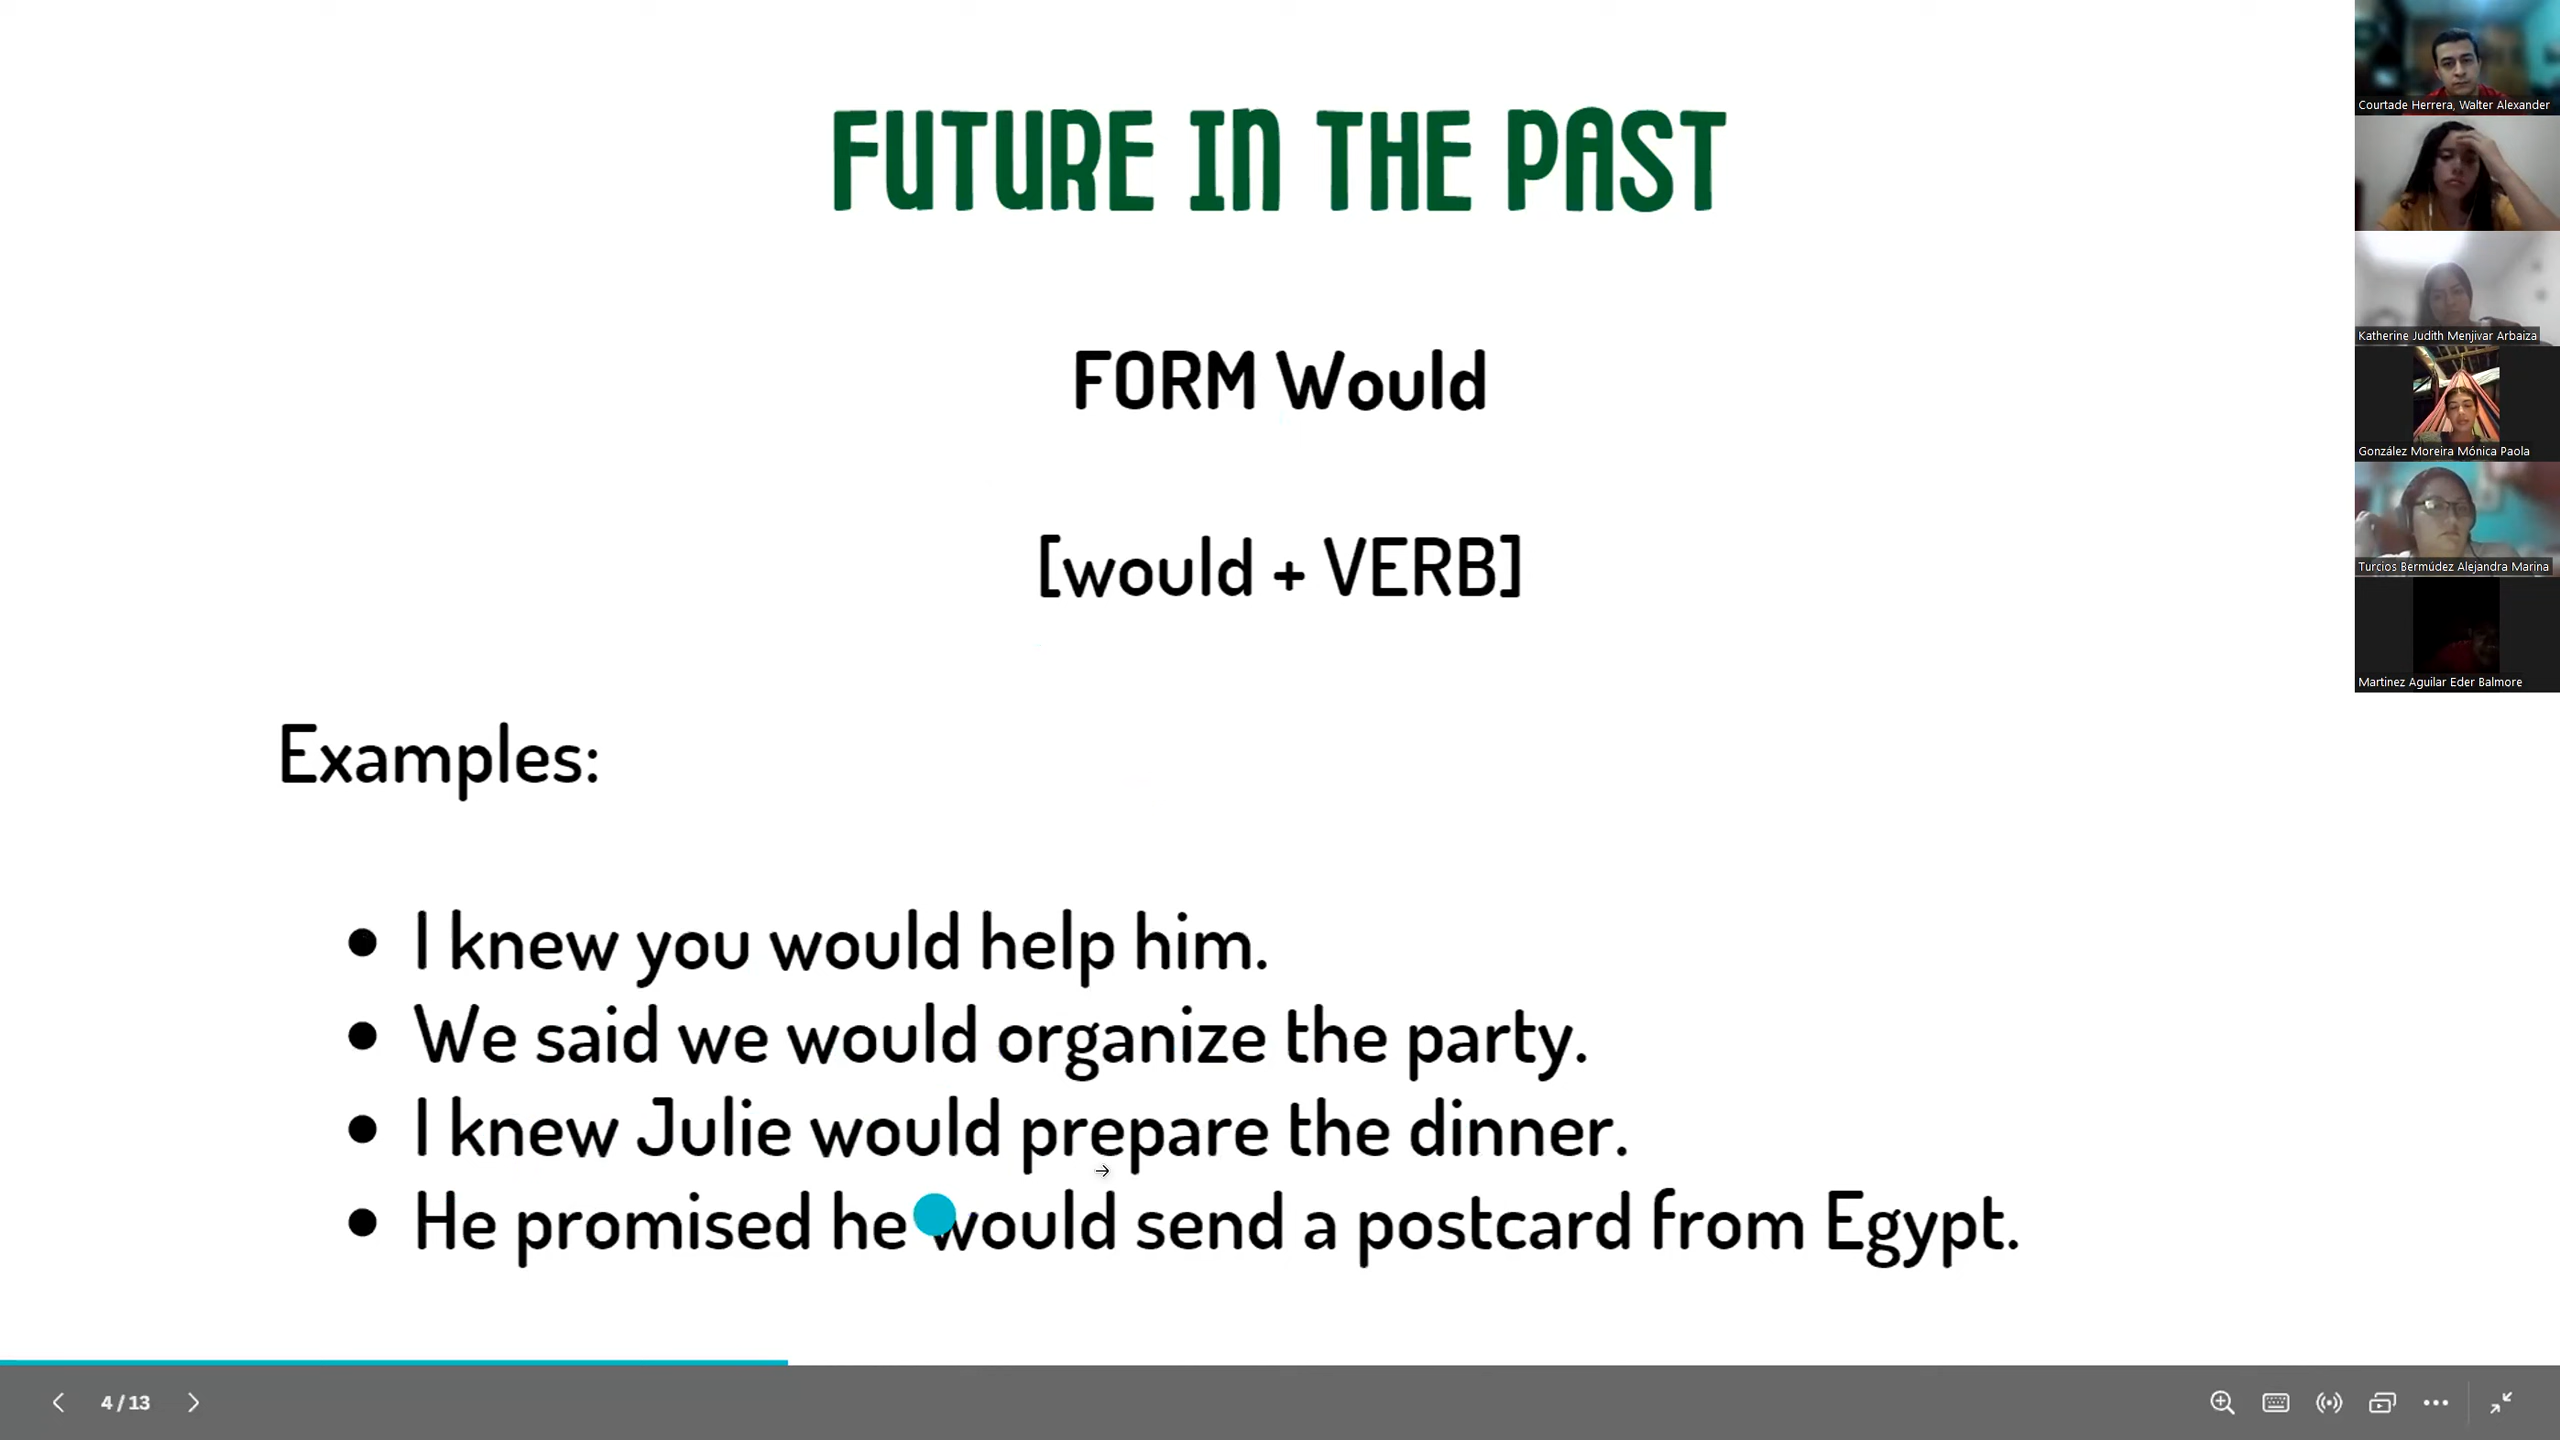 FUTURE IN THE PAST
FORM Would
[would + VERB]
Examples:
• I knew you would help him.
• We said we would organize the party.
• I knew Julie would prepare the dinner.
• He promised he would send a postcard from Egypt.
Courtade Herrera, Walter Alexander
Katherine Judith Menjivar Arbaiza
González Moreira Mónica Paola
Turcios Bermúdez Alejandra Marina
Martinez Aguilar Eder Balmore
4 / 13